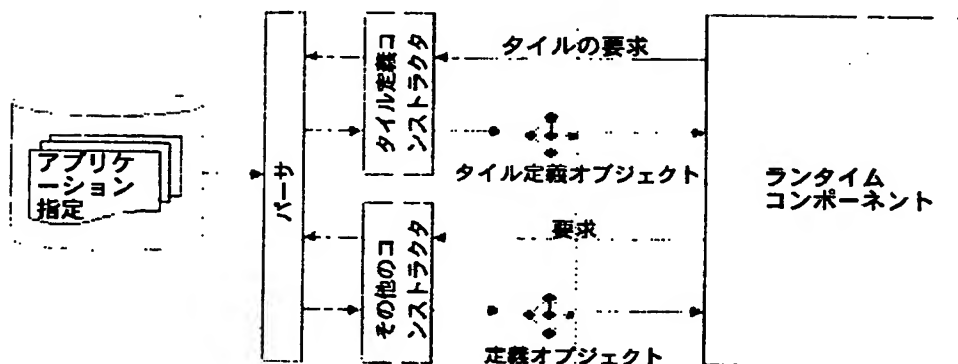 アプリケ
ーション
指定
パーサ
タイル定義コ
ンストラクタ
タイルの要求
タイル定義オブジェクト
その他のコ
ンストラクタ
要求
定義オブジェクト
ランタイム
コンポーネント